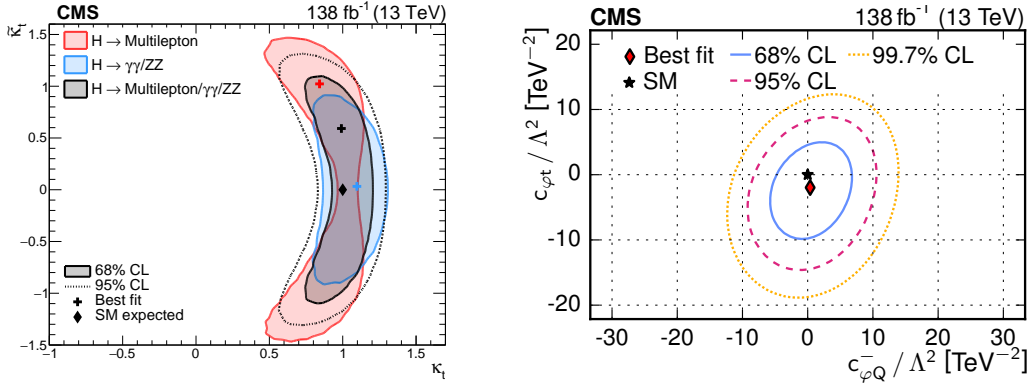 CMS 138 fb⁻¹ (13 TeV)
κ̃ₜ
1.5
1
0.5
0
−0.5
−1
−1.5
H → Multilepton
H → γγ/ZZ
H → Multilepton/γγ/ZZ
68% CL
95% CL
Best fit
SM expected
−1 −0.5 0 0.5 1 1.5
κₜ
CMS 138 fb⁻¹ (13 TeV)
c_φt / Λ² [TeV⁻²]
20
10
0
-10
-20
Best fit 68% CL 99.7% CL
SM 95% CL
-30 -20 -10 0 10 20 30
c⁻_φQ / Λ² [TeV⁻²]